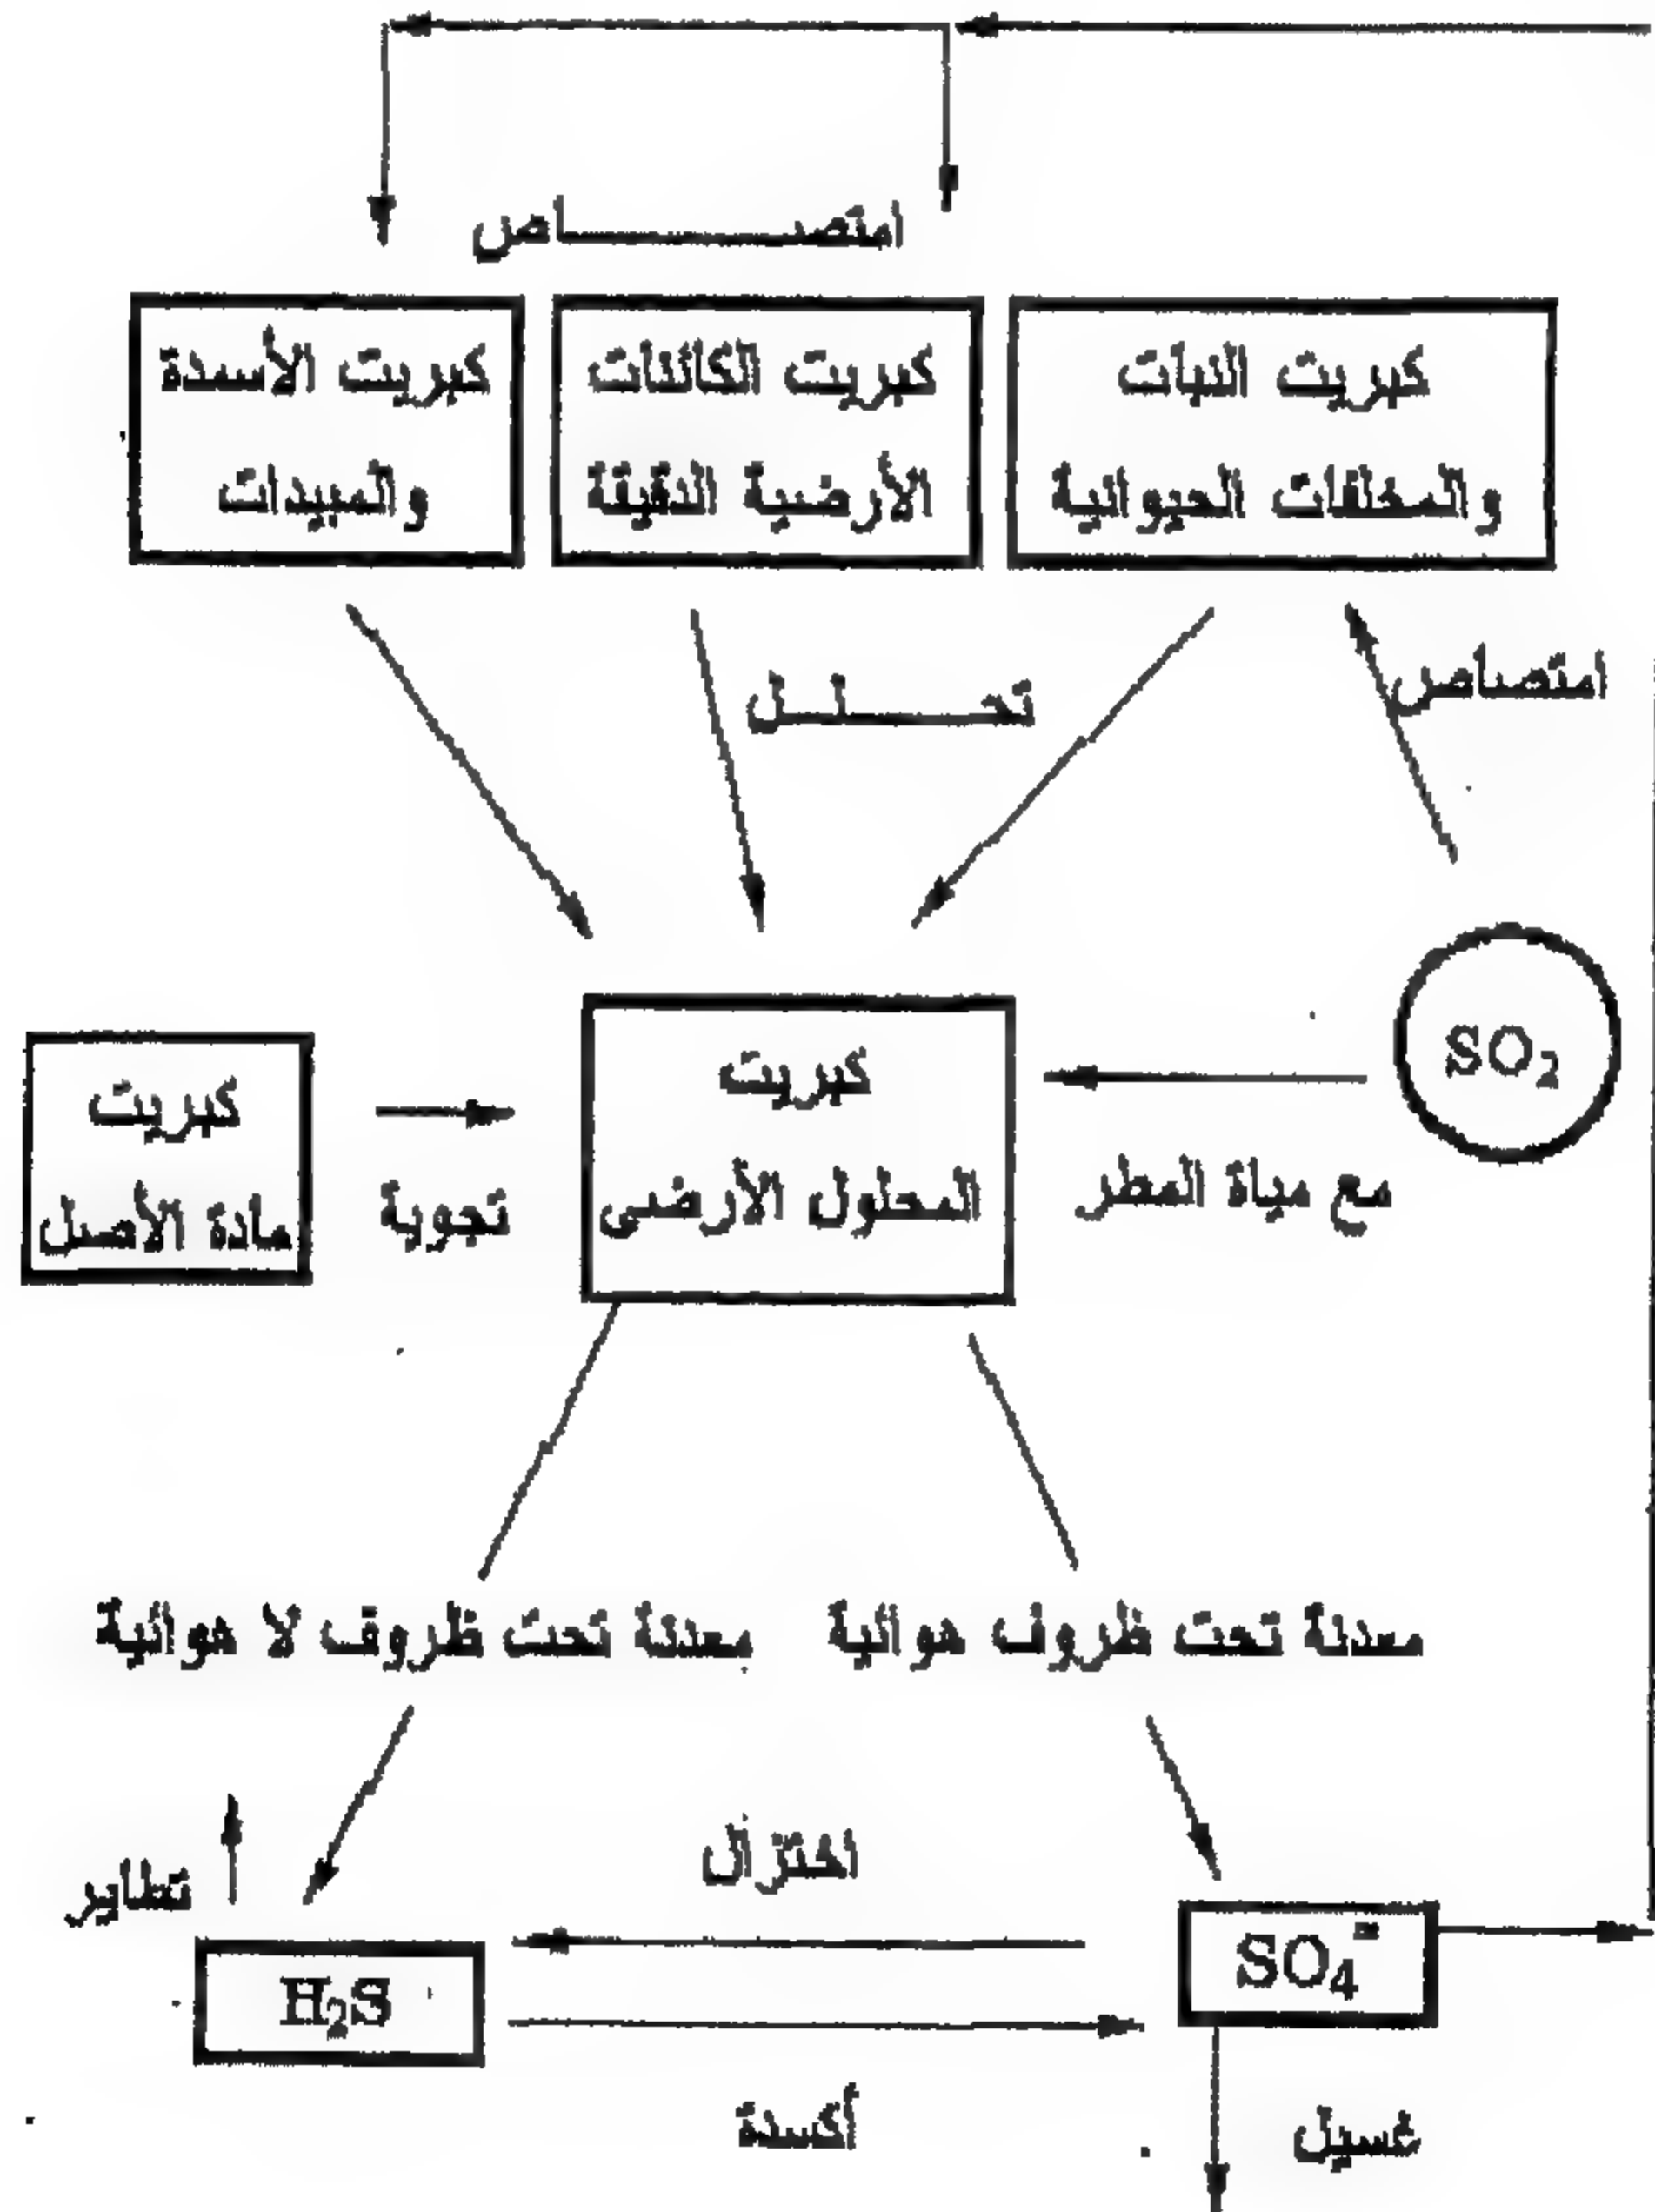 امتصاص
كبريت النبات
والمخلفات الحيوانية
كبريت الكائنات
الأرضية الدقيقة
كبريت الأسمدة
والمبيدات
امتصاص
تحلل
SO₂
كبريت
المحلول الأرضى
كبريت
مادة الأصل
مع مياة المطر
تجوية
معدنة تحت ظروف هوائية
معدنة تحت ظروف لا هوائية
اختزال
تطاير
SO₄⁼
H₂S
أكسدة
غسيل